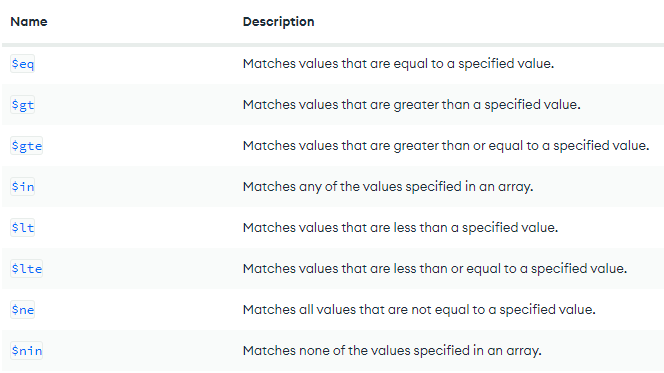 Name Description
$eq Matches values that are equal to a specified value.
$gt Matches values that are greater than a specified value.
$gte Matches values that are greater than or equal to a specified value.
$in Matches any of the values specified in an array.
$lt Matches values that are less than a specified value.
$lte Matches values that are less than or equal to a specified value.
$ne Matches all values that are not equal to a specified value.
$nin Matches none of the values specified in an array.